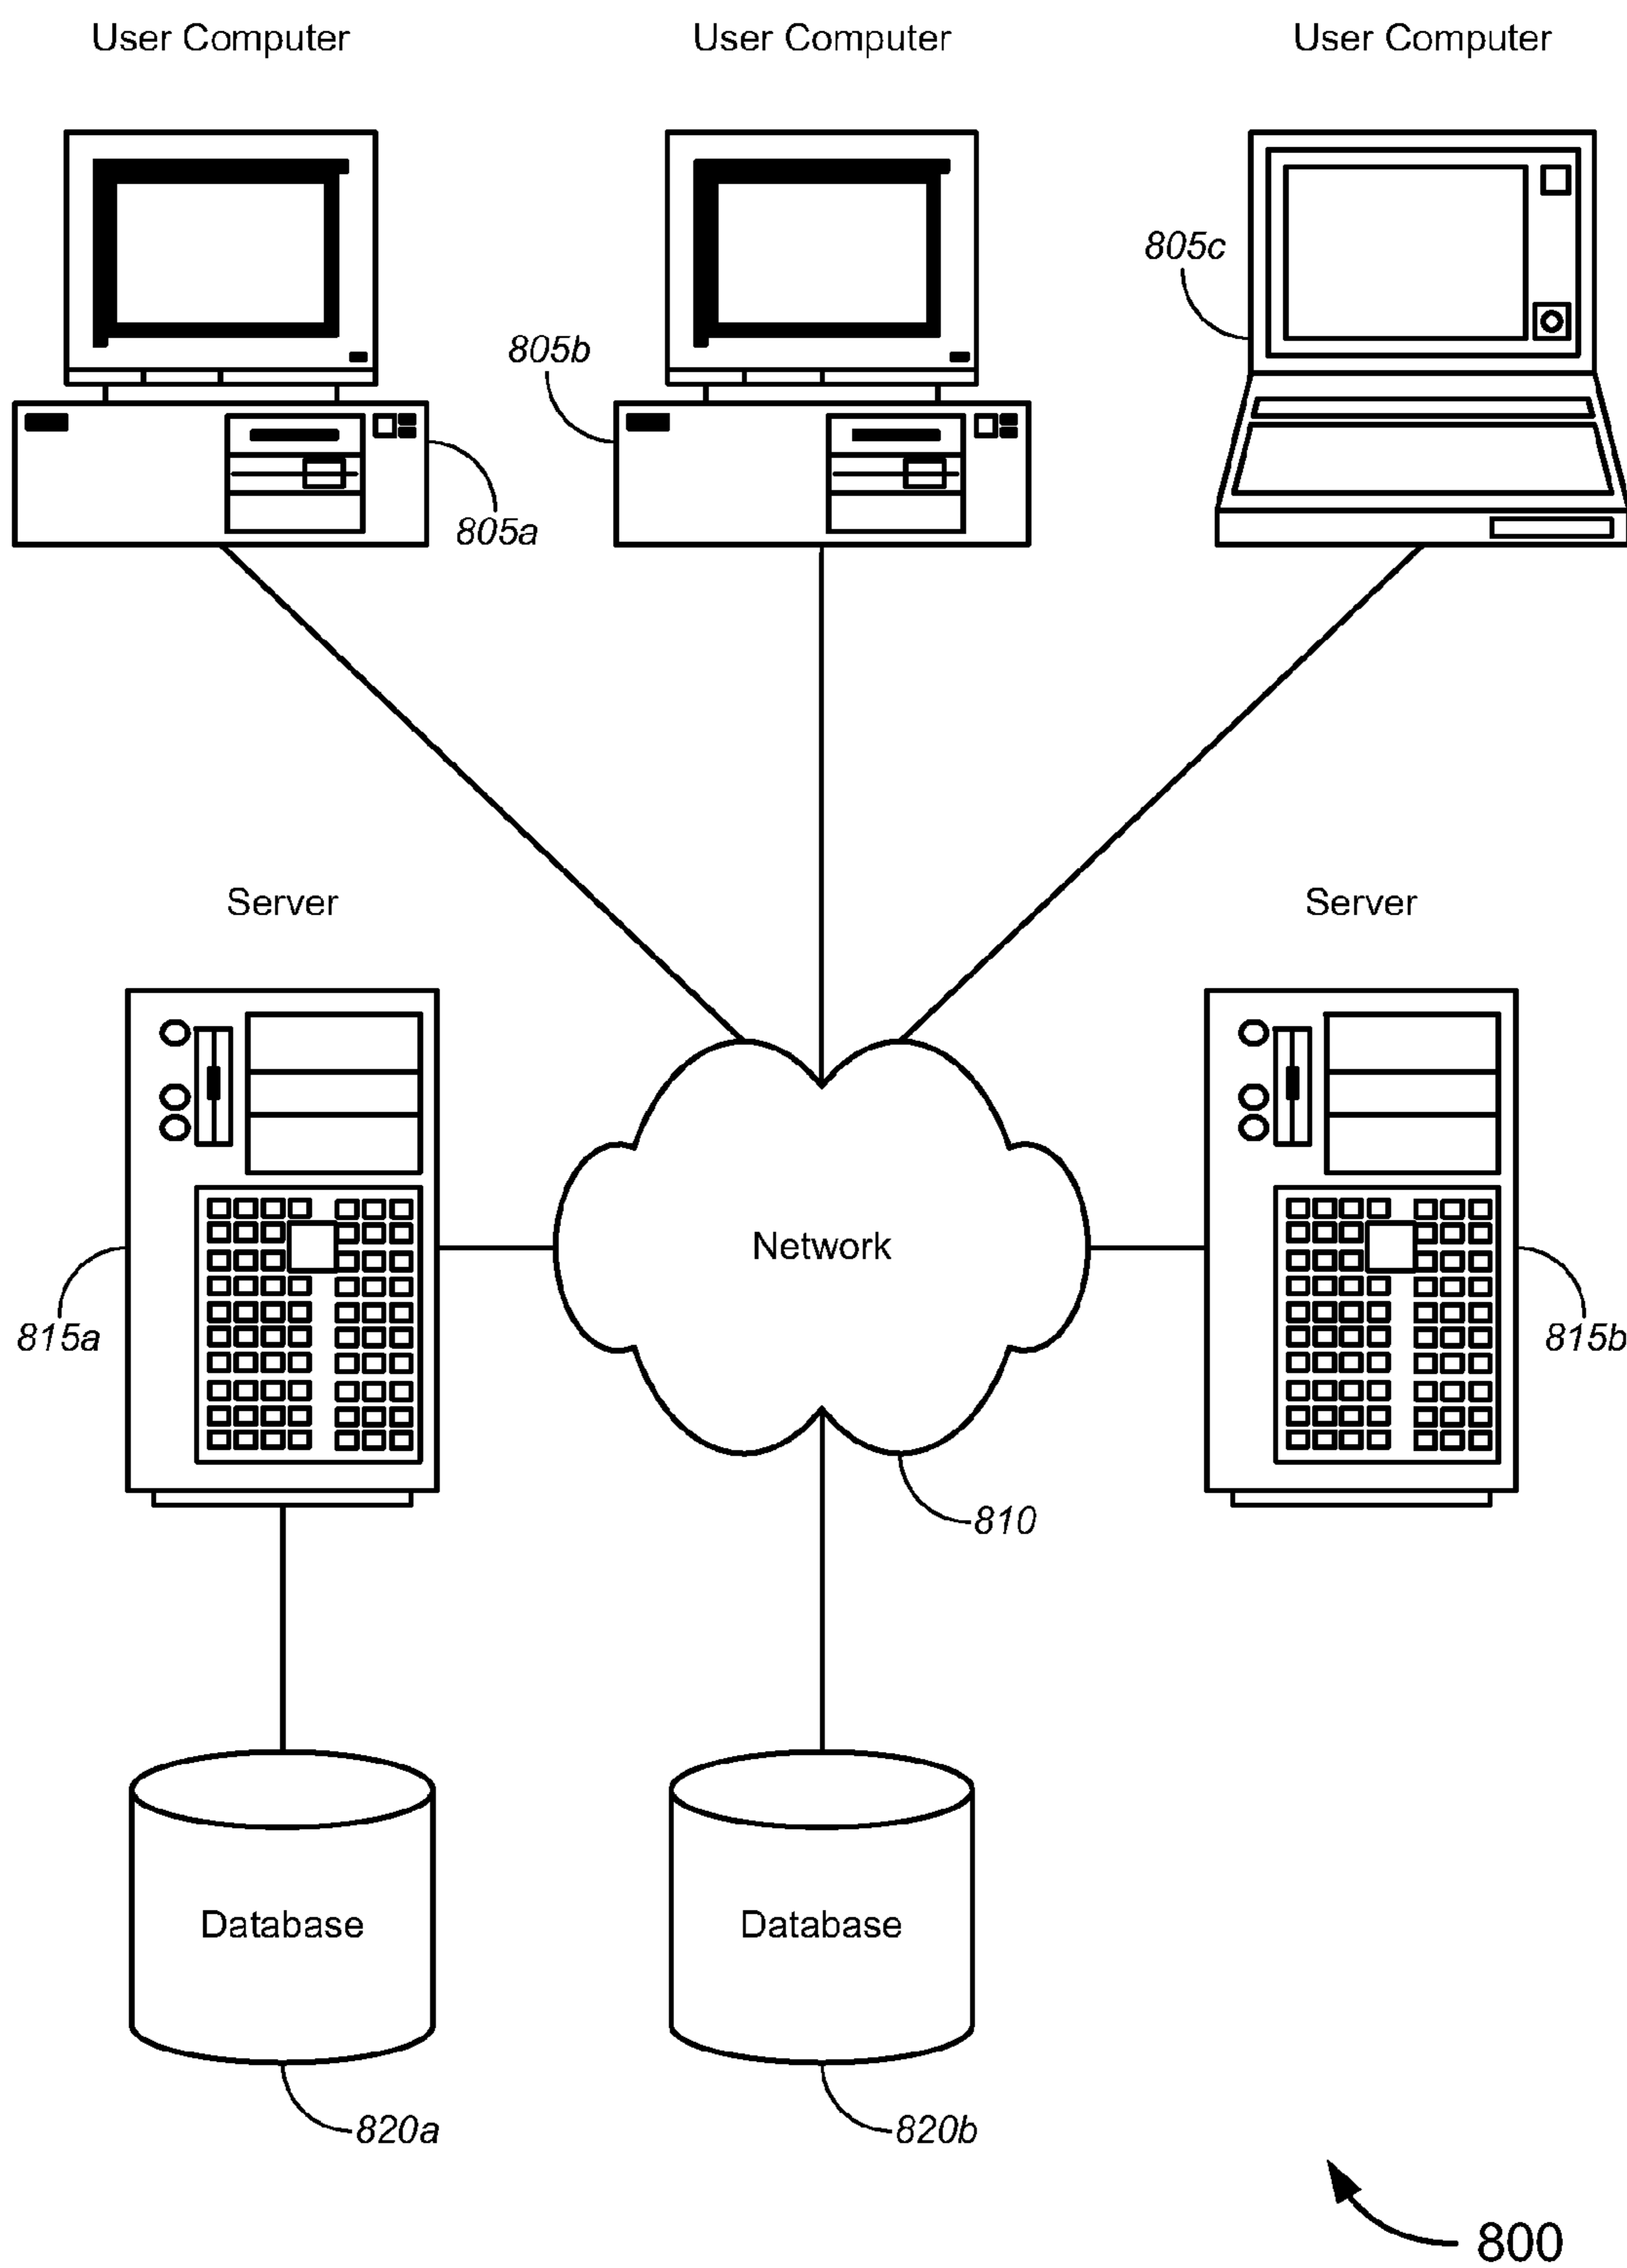 User Computer
User Computer
User Computer
805c
805b
805a
Server
Server
Network
815a
815b
810
Database
Database
820a
820b
800